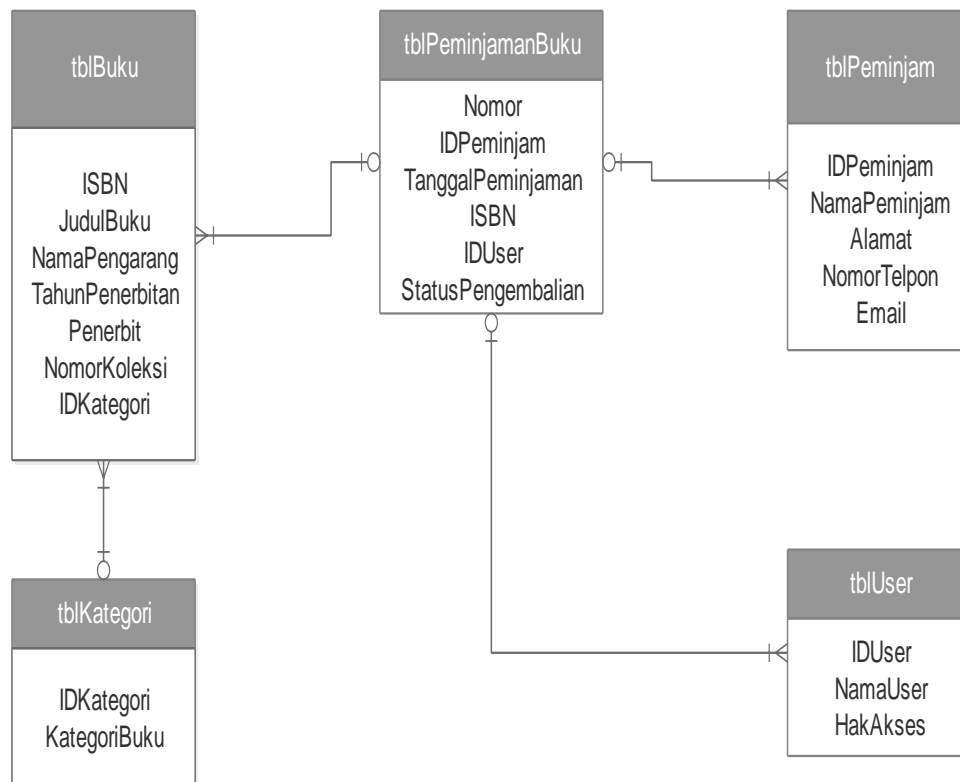 tblBuku
ISBN
JudulBuku
NamaPengarang
TahunPenerbitan
Penerbit
NomorKoleksi
IDKategori
tblPeminjamanBuku
Nomor
IDPeminjam
TanggalPeminjaman
ISBN
IDUser
StatusPengembalian
tblPeminjam
IDPeminjam
NamaPeminjam
Alamat
NomorTelpon
Email
tblKategori
IDKategori
KategoriBuku
tblUser
IDUser
NamaUser
HakAkses